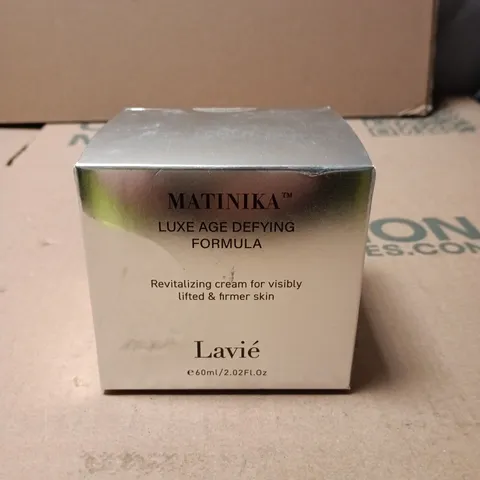 MATINIKA™
LUXE AGE DEFYING
FORMULA
Revitalizing cream for visibly
lifted & firmer skin
Lavié
℮60ml/2.02Fl.Oz